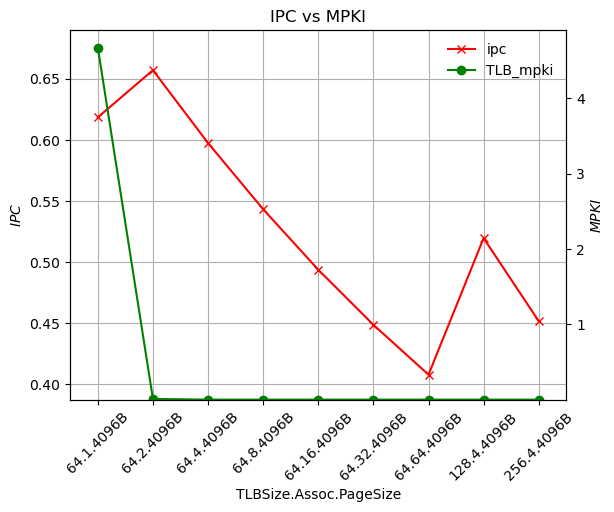 IPC vs MPKI
ipc
TLB_mpki
0.65
0.60
0.55
0.50
0.45
0.40
IPC
4
3
2
1
MPKI
64.1.4096B
64.2.4096B
64.4.4096B
64.8.4096B
64.16.4096B
64.32.4096B
64.64.4096B
128.4.4096B
256.4.4096B
TLBSize.Assoc.PageSize